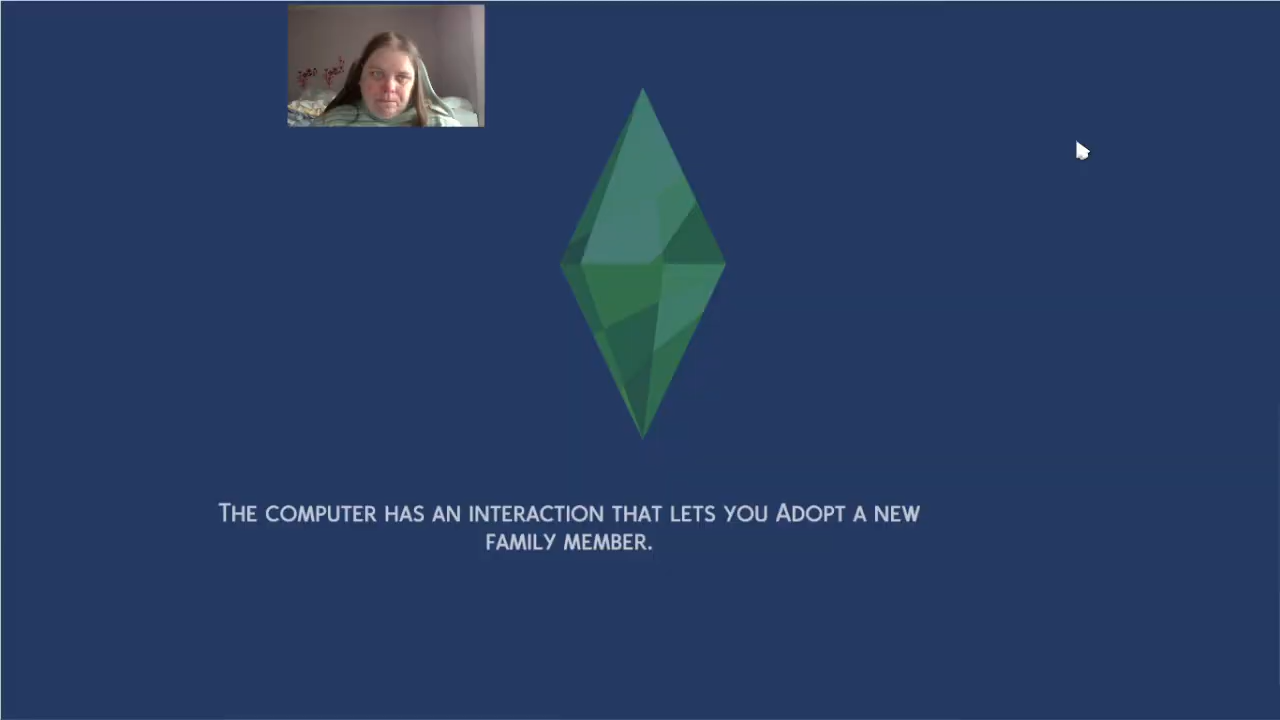 The computer has an interaction that lets you Adopt a new
family member.